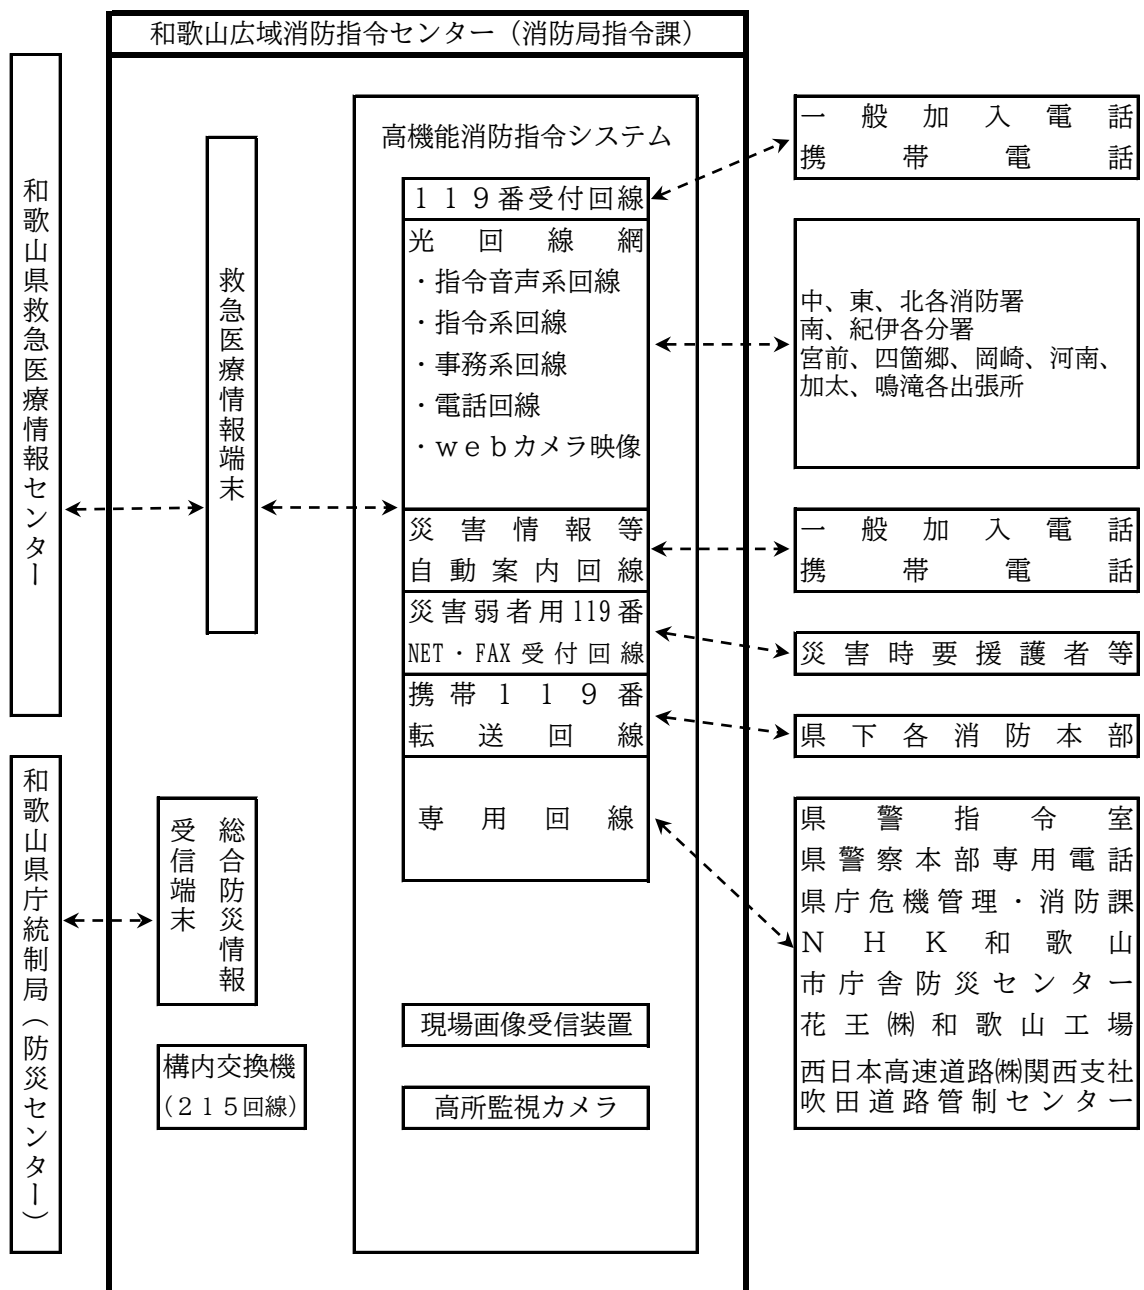 和歌山広域消防指令センター（消防局指令課）
和歌山県救急医療情報センター
和歌山県庁統制局（防災センター）
救急医療情報端末
総合防災情報
受信端末
構内交換機
（２１５回線）
高機能消防指令システム
１１９番受付回線
光回線網
・指令音声系回線
・指令系回線
・事務系回線
・電話回線
・ｗｅｂカメラ映像
災害情報等
自動案内回線
災害弱者用119番
NET・FAX受付回線
携帯１１９番
転送回線
専用回線
現場画像受信装置
高所監視カメラ
一般加入電話
携帯電話
中、東、北各消防署
南、紀伊各分署
宮前、四箇郷、岡崎、河南、
加太、鳴滝各出張所
一般加入電話
携帯電話
災害時要援護者等
県下各消防本部
県警指令室
県警察本部専用電話
県庁危機管理・消防課
ＮＨＫ和歌山
市庁舎防災センター
花王㈱和歌山工場
西日本高速道路㈱関西支社
吹田道路管制センター